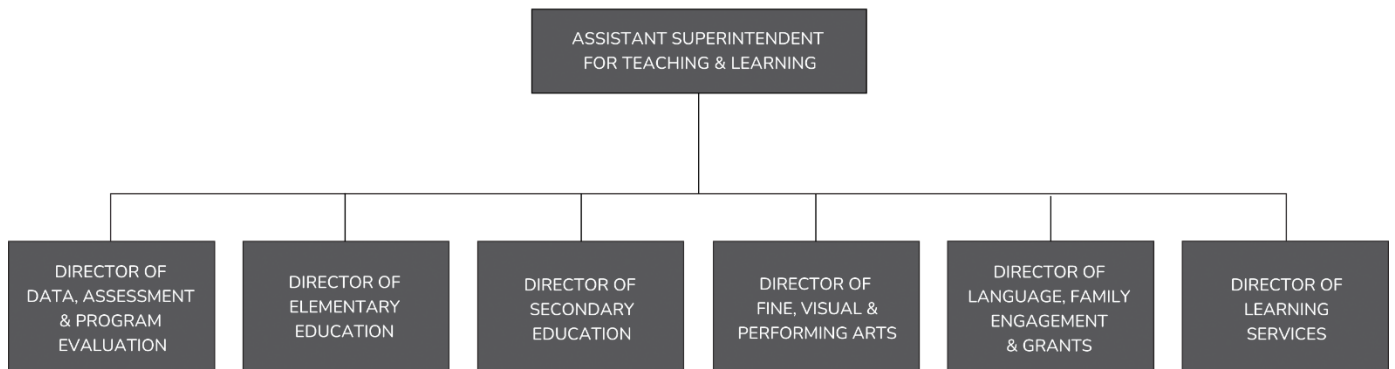 ASSISTANT SUPERINTENDENT
FOR TEACHING & LEARNING
DIRECTOR OF
DATA, ASSESSMENT
& PROGRAM
EVALUATION
DIRECTOR OF
ELEMENTARY
EDUCATION
DIRECTOR OF
SECONDARY
EDUCATION
DIRECTOR OF
FINE, VISUAL &
PERFORMING ARTS
DIRECTOR OF
LANGUAGE, FAMILY
ENGAGEMENT
& GRANTS
DIRECTOR OF
LEARNING
SERVICES